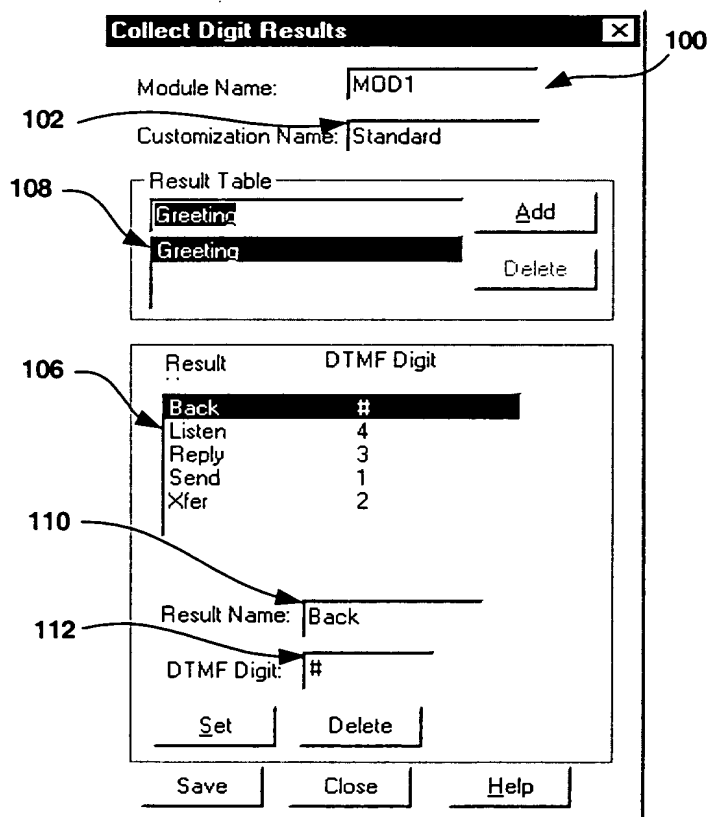 Collect Digit Results
100
Module Name: MOD1
102
Customization Name: Standard
Result Table
108
Greeting
Add
Greeting
Delete
Result DTMF Digit
106
Back #
Listen 4
Reply 3
Send 1
Xfer 2
110
Result Name: Back
112
DTMF Digit: #
Set Delete
Save Close Help